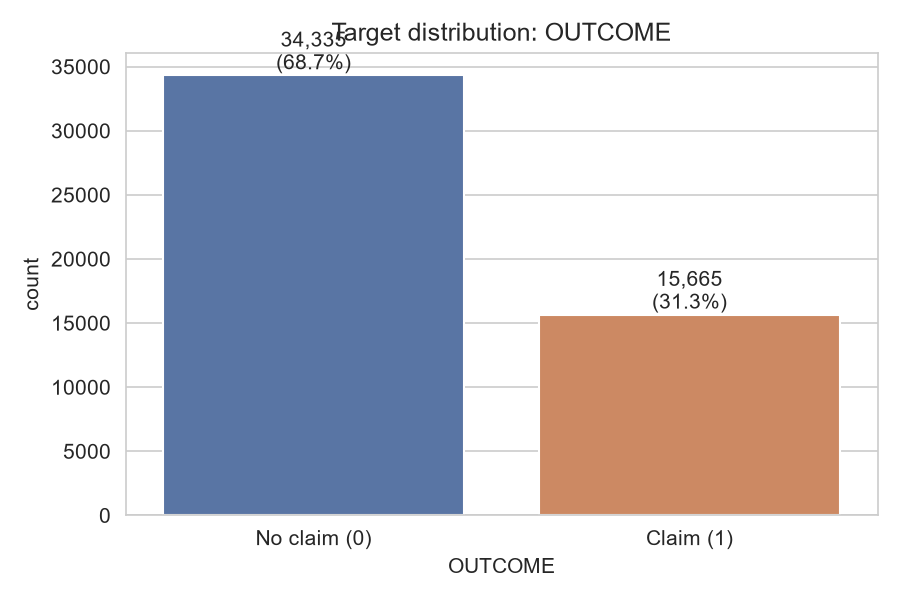 Target distribution: OUTCOME
34,335
(68.7%)
35000
30000
25000
20000
15,665
(31.3%)
15000
10000
5000
0
count
No claim (0)
Claim (1)
OUTCOME